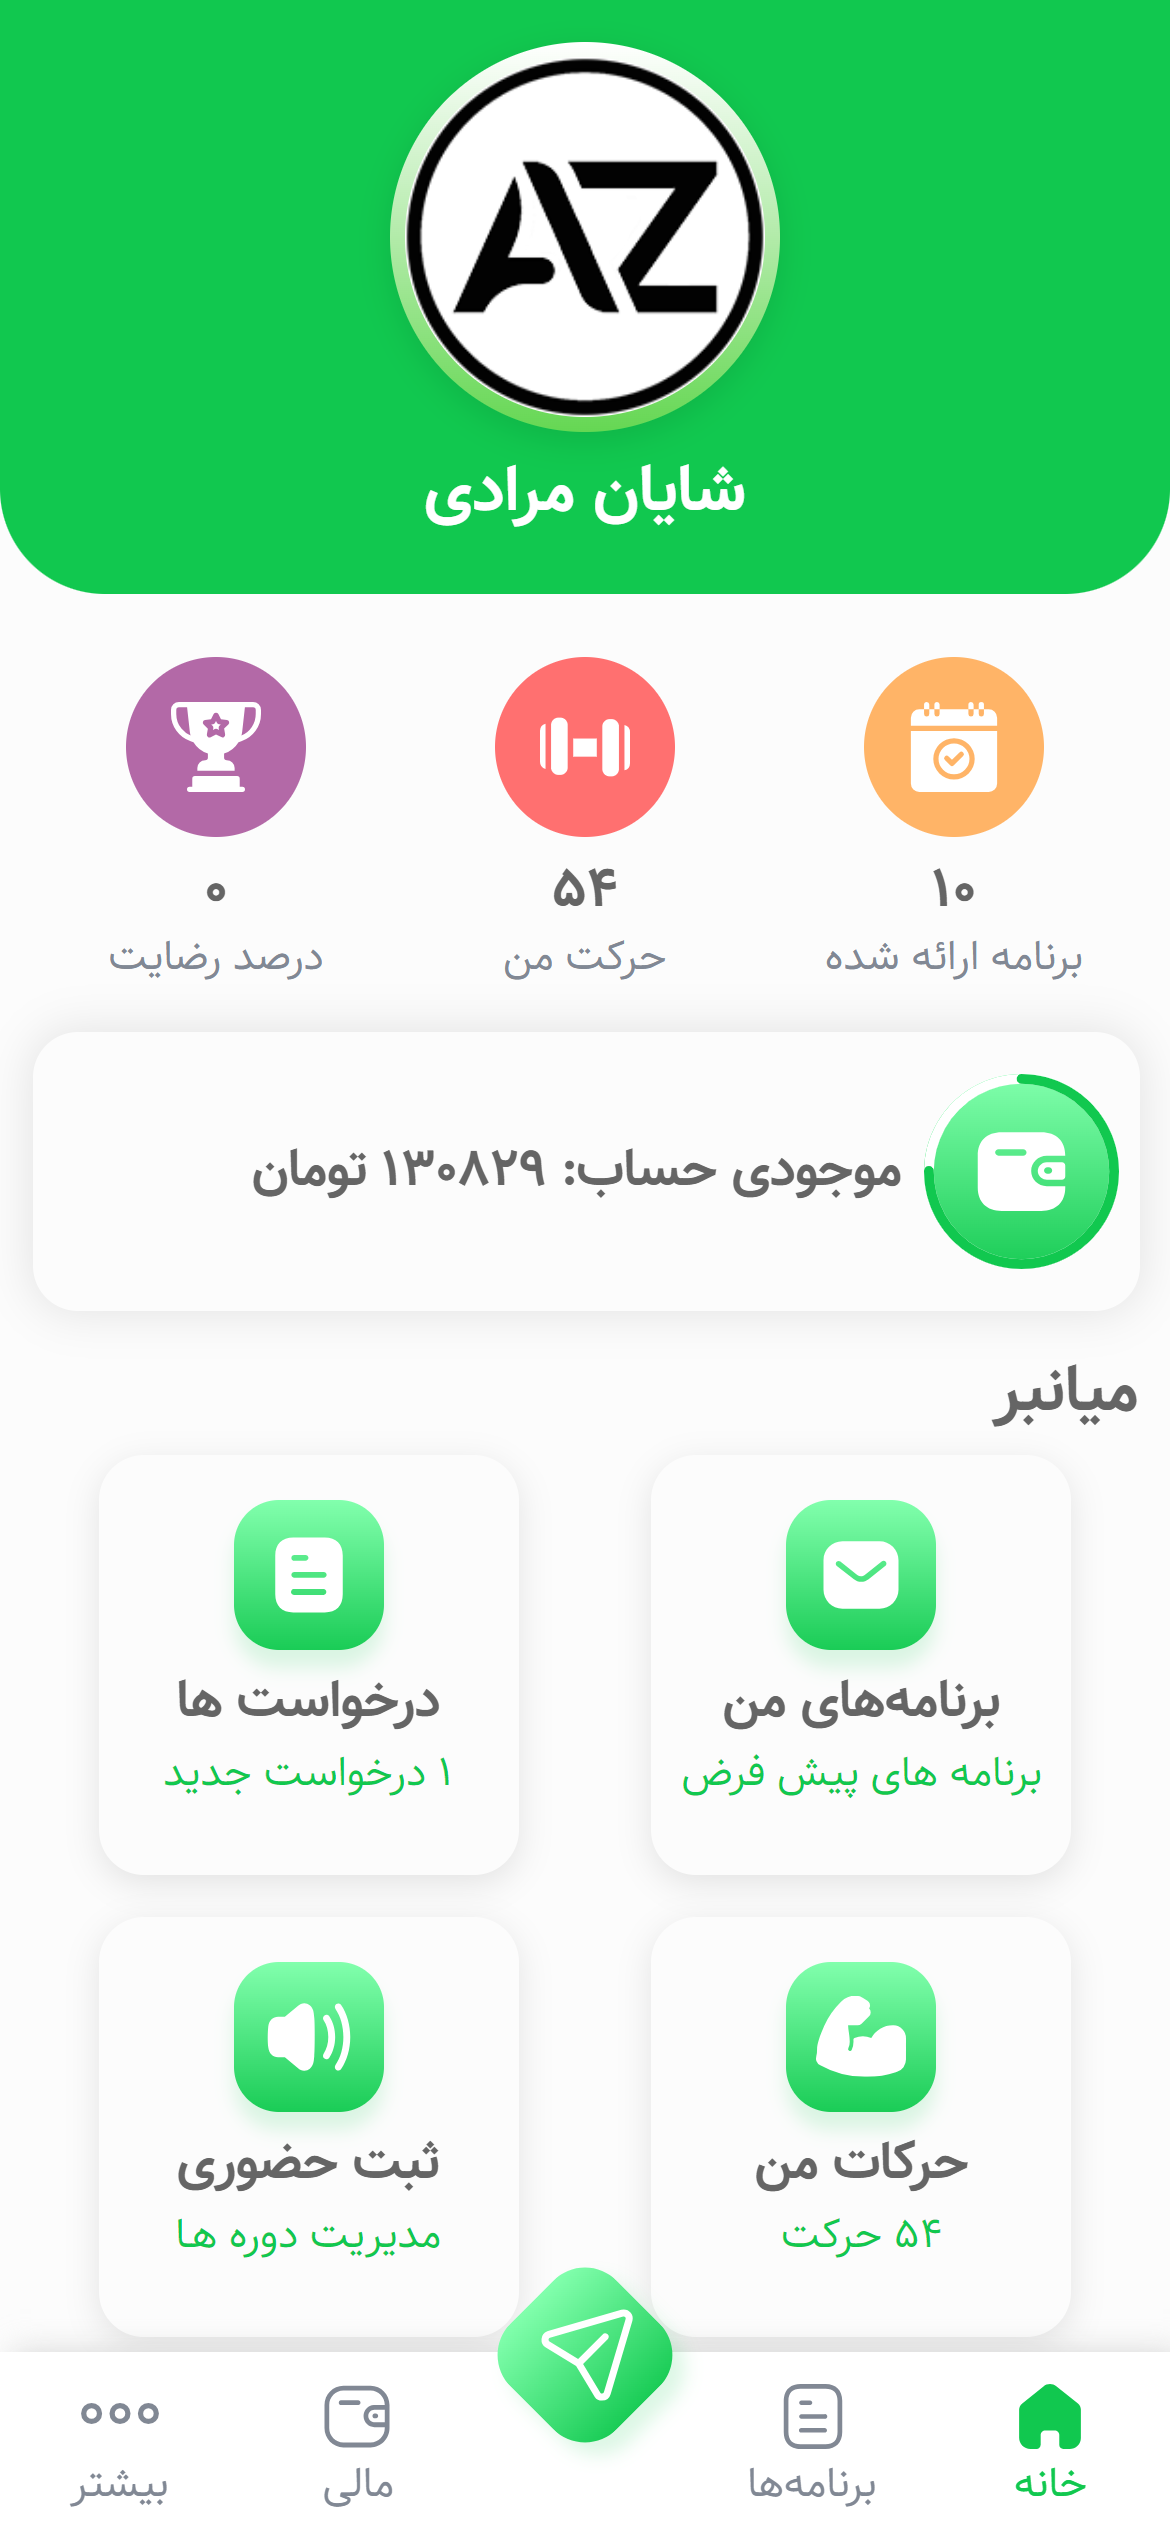 AZ
شایان مرادی
۱۰
برنامه ارائه شده
۵۴
حرکت من
۰
درصد رضایت
موجودی حساب: ۱۳۰۸۲۹ تومان
میانبر
برنامه‌های من
برنامه های پیش فرض
درخواست ها
۱ درخواست جدید
حرکات من
۵۴ حرکت
ثبت حضوری
مدیریت دوره ها
خانه
برنامه‌ها
مالی
بیشتر